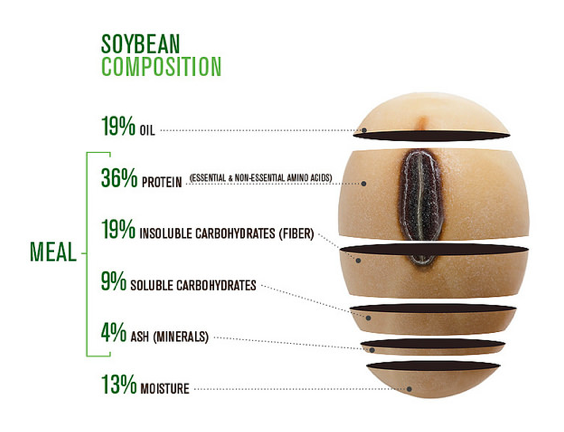 SOYBEAN
COMPOSITION
19% OIL
36% PROTEIN (ESSENTIAL & NON-ESSENTIAL AMINO ACIDS)
19% INSOLUBLE CARBOHYDRATES (FIBER)
MEAL
9% SOLUBLE CARBOHYDRATES
4% ASH (MINERALS)
13% MOISTURE